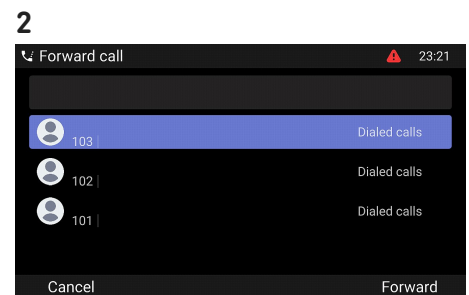 2
Forward call 23:21
103 | Dialed calls
102 | Dialed calls
101 | Dialed calls
Cancel Forward